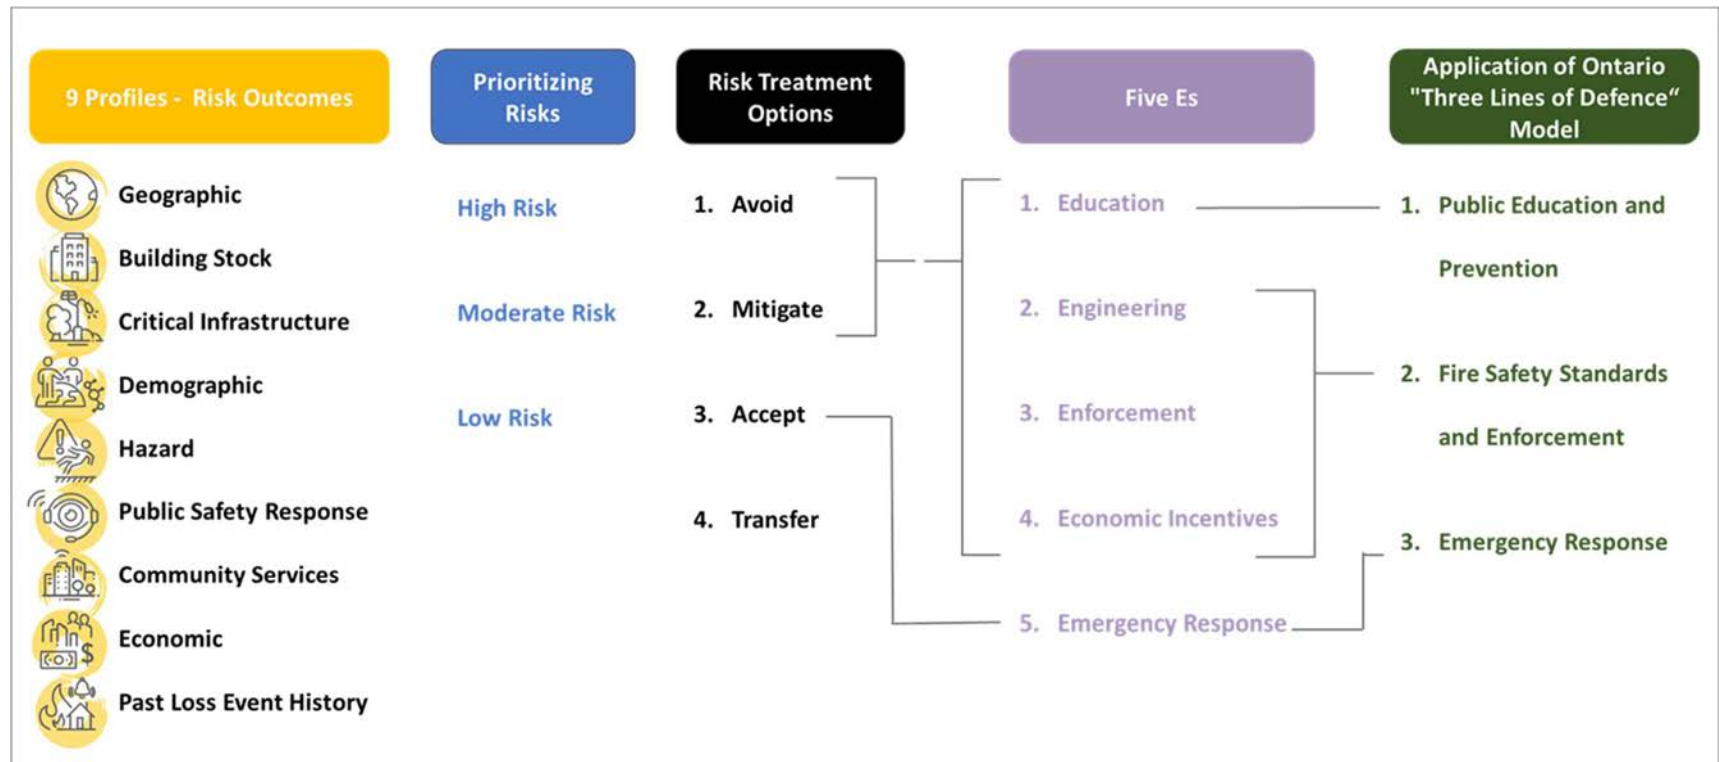 9 Profiles - Risk Outcomes
Geographic
Building Stock
Critical Infrastructure
Demographic
Hazard
Public Safety Response
Community Services
Economic
Past Loss Event History
Prioritizing
Risks
High Risk
Moderate Risk
Low Risk
Risk Treatment
Options
1. Avoid
2. Mitigate
3. Accept
4. Transfer
Five Es
1. Education
2. Engineering
3. Enforcement
4. Economic Incentives
5. Emergency Response
Application of Ontario
"Three Lines of Defence“
Model
1. Public Education and
Prevention
2. Fire Safety Standards
and Enforcement
3. Emergency Response